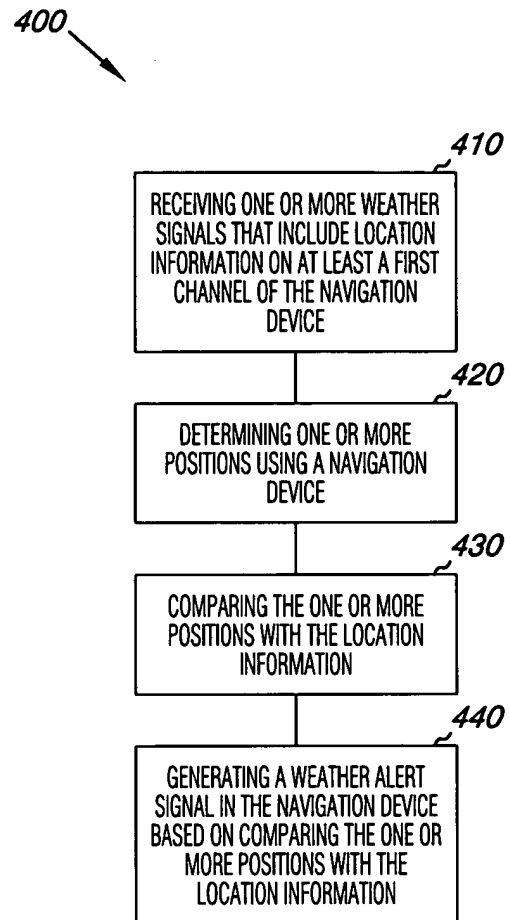 400
410
RECEIVING ONE OR MORE WEATHER
SIGNALS THAT INCLUDE LOCATION
INFORMATION ON AT LEAST A FIRST
CHANNEL OF THE NAVIGATION
DEVICE
420
DETERMINING ONE OR MORE
POSITIONS USING A NAVIGATION
DEVICE
430
COMPARING THE ONE OR MORE
POSITIONS WITH THE LOCATION
INFORMATION
440
GENERATING A WEATHER ALERT
SIGNAL IN THE NAVIGATION DEVICE
BASED ON COMPARING THE ONE OR
MORE POSITIONS WITH THE
LOCATION INFORMATION